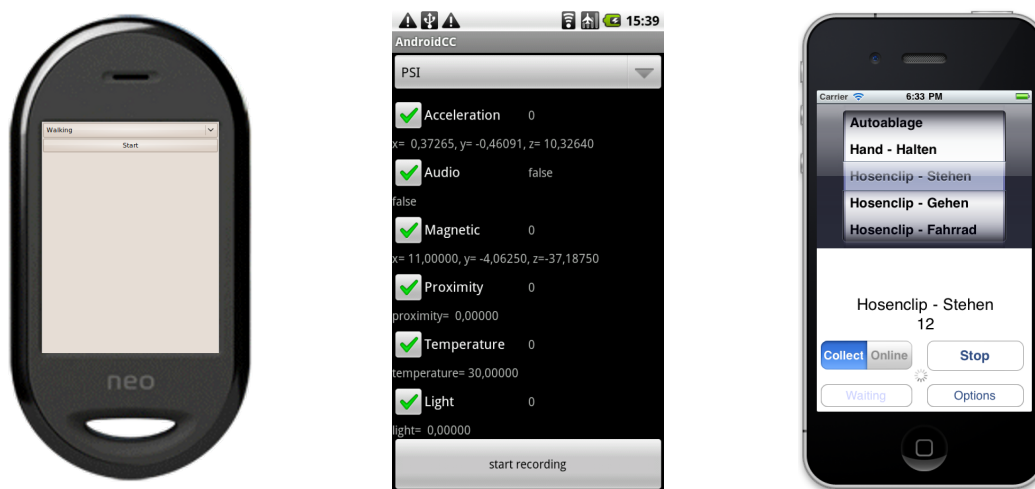 Walking
Start
neo
15:39
AndroidCC
PSI
Acceleration 0
x= 0,37265, y= -0,46091, z= 10,32640
Audio false
false
Magnetic 0
x= 11,00000, y= -4,06250, z=-37,18750
Proximity 0
proximity= 0,00000
Temperature 0
temperature= 30,00000
Light 0
light= 0,00000
start recording
Carrier 6:33 PM
Autoablage
Hand - Halten
Hosenclip - Stehen
Hosenclip - Gehen
Hosenclip - Fahrrad
Hosenclip - Stehen
12
Collect Online Stop
Waiting Options